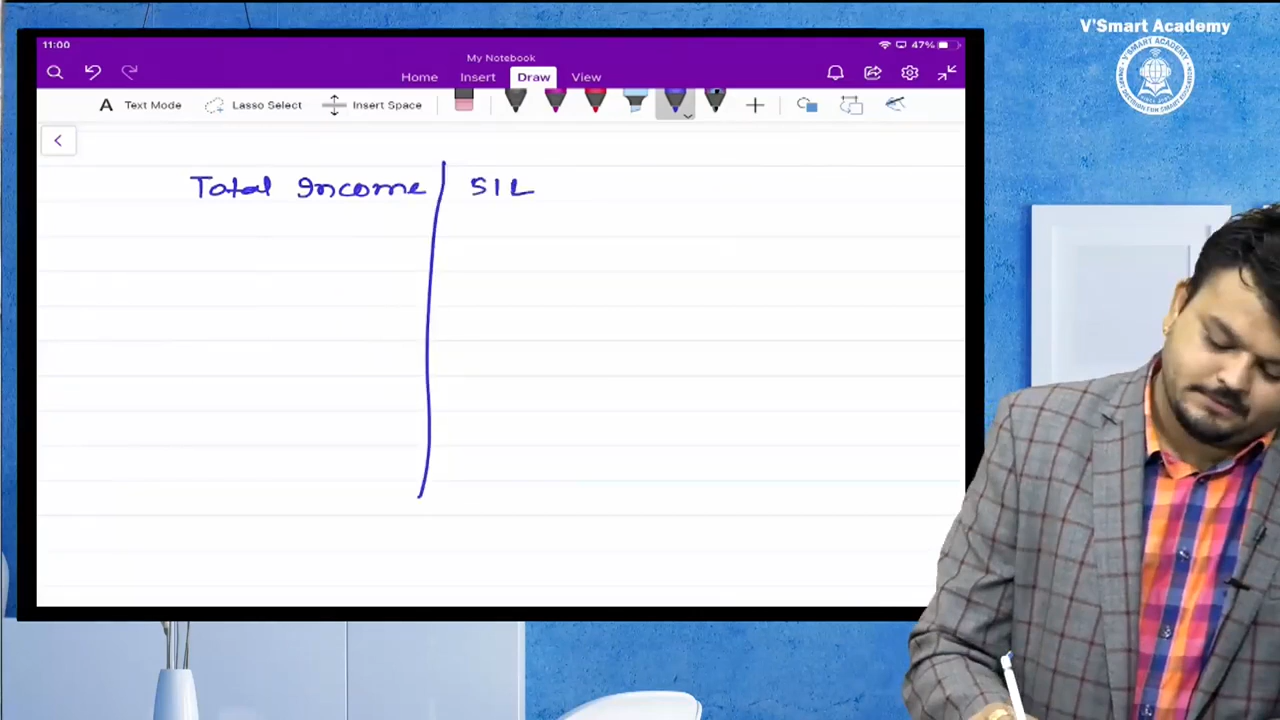 V'Smart Academy
11:00
47%
My Notebook
Home Insert Draw View
Text Mode Lasso Select Insert Space
Total Income SIL